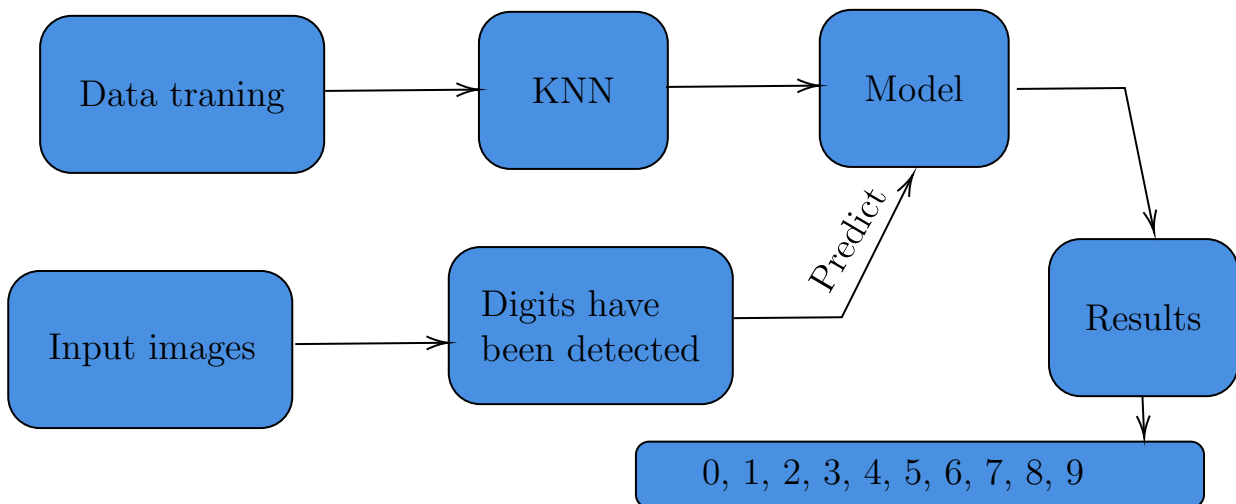 Data traning
KNN
Model
Predict
Input images
Digits have
been detected
Results
0, 1, 2, 3, 4, 5, 6, 7, 8, 9